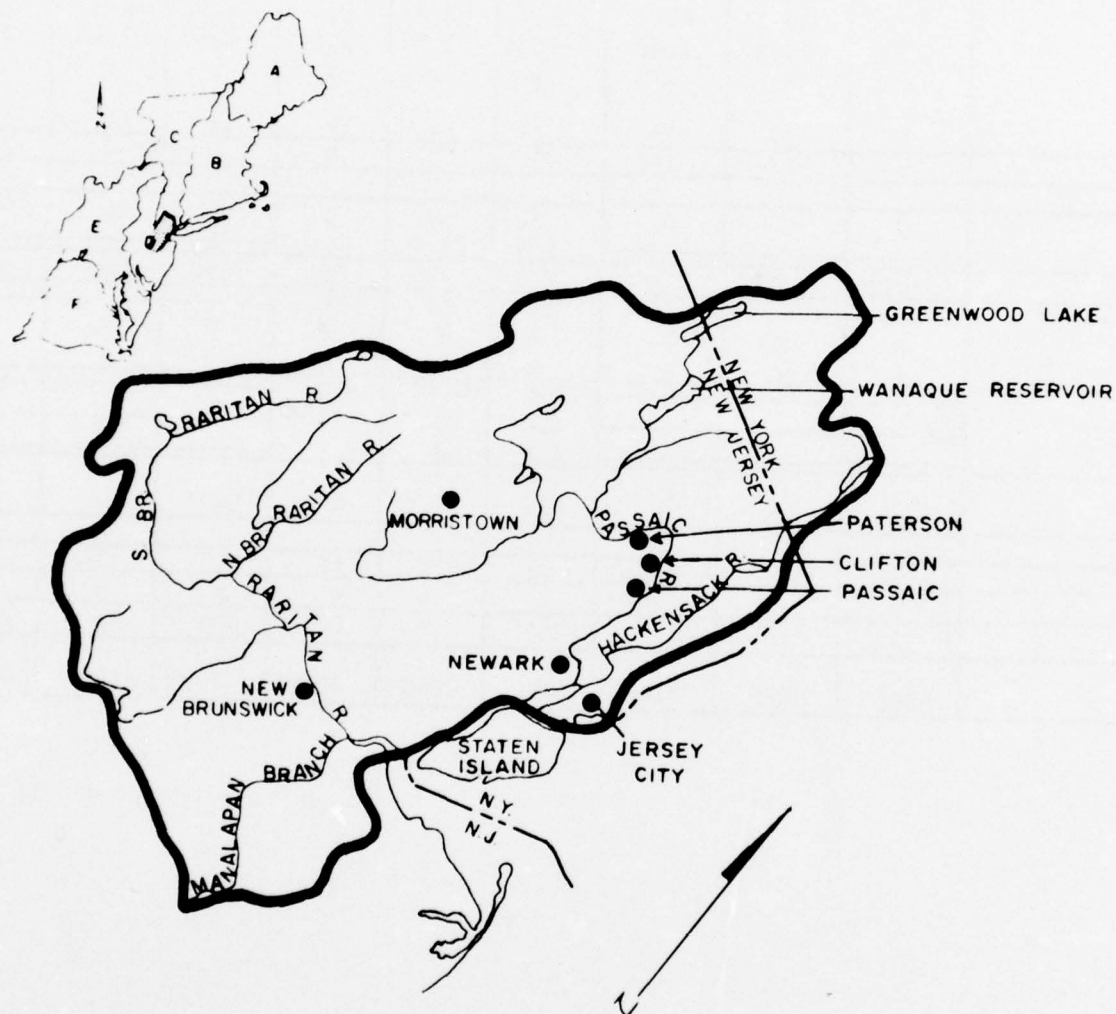 A
C
B
E
D
F
GREENWOOD LAKE
NEW YORK
NEW JERSEY
WANAQUE RESERVOIR
RARITAN R
S BR
N BR RARITAN R
MORRISTOWN
PASSAIC R
PATERSON
CLIFTON
PASSAIC
HACKENSACK R
RARITAN R
NEWARK
NEW
BRUNSWICK
JERSEY
CITY
STATEN
ISLAND
MANALAPAN BRANCH
N.Y.
N.J.